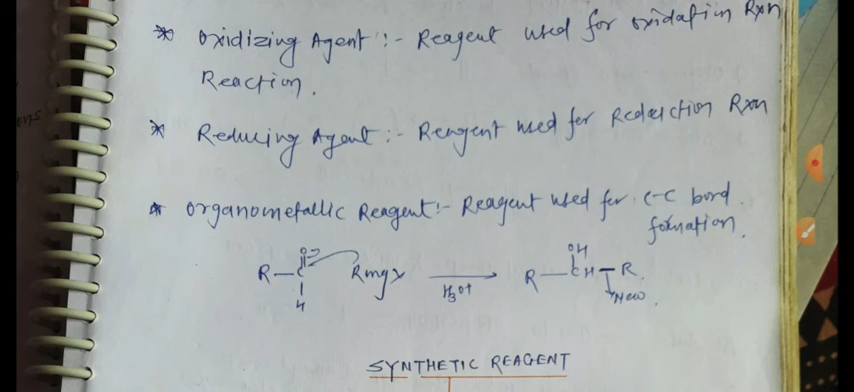 * Oxidizing Agent :- Reagent used for oxidation Rxn
Reaction.
* Reducing Agent :- Reagent used for Reduction Rxn
* Organometallic Reagent :- Reagent used for C-C bond
formation.
O
R-C
H
RMgx
H3O+
OH
R-CH-R
New.
SYNTHETIC REAGENT